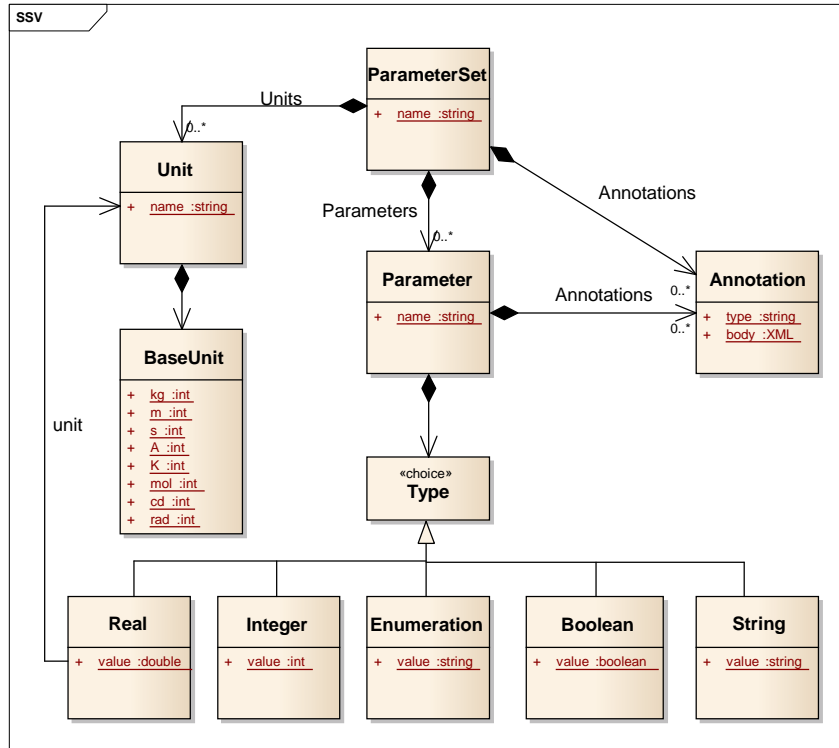 SSV
ParameterSet
+ name :string
Units
0..*
Unit
+ name :string
Parameters
0..*
Annotations
0..*
Parameter
+ name :string
Annotations
0..*
Annotation
+ type :string
+ body :XML
BaseUnit
+ kg :int
+ m :int
+ s :int
+ A :int
+ K :int
+ mol :int
+ cd :int
+ rad :int
unit
«choice»
Type
Real
+ value :double
Integer
+ value :int
Enumeration
+ value :string
Boolean
+ value :boolean
String
+ value :string